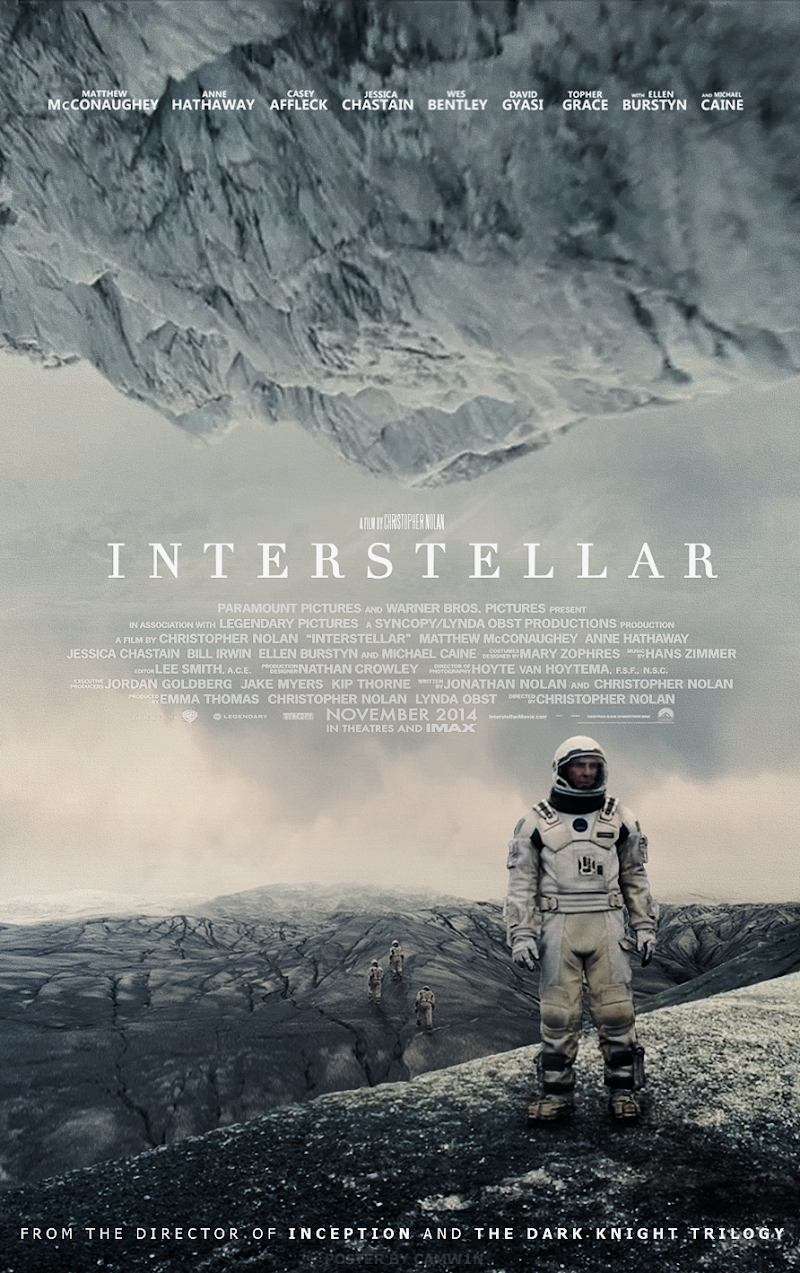 MATTHEW McCONAUGHEY ANNE HATHAWAY CASEY AFFLECK JESSICA CHASTAIN WES BENTLEY DAVID GYASI TOPHER GRACE WITH ELLEN BURSTYN AND MICHAEL CAINE
A FILM BY CHRISTOPHER NOLAN
INTERSTELLAR
PARAMOUNT PICTURES AND WARNER BROS. PICTURES PRESENT
IN ASSOCIATION WITH LEGENDARY PICTURES A SYNCOPY/LYNDA OBST PRODUCTIONS PRODUCTION
A FILM BY CHRISTOPHER NOLAN "INTERSTELLAR" MATTHEW McCONAUGHEY ANNE HATHAWAY
JESSICA CHASTAIN BILL IRWIN ELLEN BURSTYN AND MICHAEL CAINE COSTUMES DESIGNED BY MARY ZOPHRES MUSIC BY HANS ZIMMER
EDITOR LEE SMITH, A.C.E. PRODUCTION DESIGNER NATHAN CROWLEY DIRECTOR OF PHOTOGRAPHY HOYTE VAN HOYTEMA, F.S.F., N.S.C.
EXECUTIVE PRODUCERS JORDAN GOLDBERG JAKE MYERS KIP THORNE WRITTEN BY JONATHAN NOLAN AND CHRISTOPHER NOLAN
PRODUCED BY EMMA THOMAS CHRISTOPHER NOLAN LYNDA OBST DIRECTED BY CHRISTOPHER NOLAN
LEGENDARY SYNCOPY NOVEMBER 2014 InterstellarMovie.com
IN THEATRES AND IMAX
FROM THE DIRECTOR OF INCEPTION AND THE DARK KNIGHT TRILOGY
POSTER BY CAMW1N